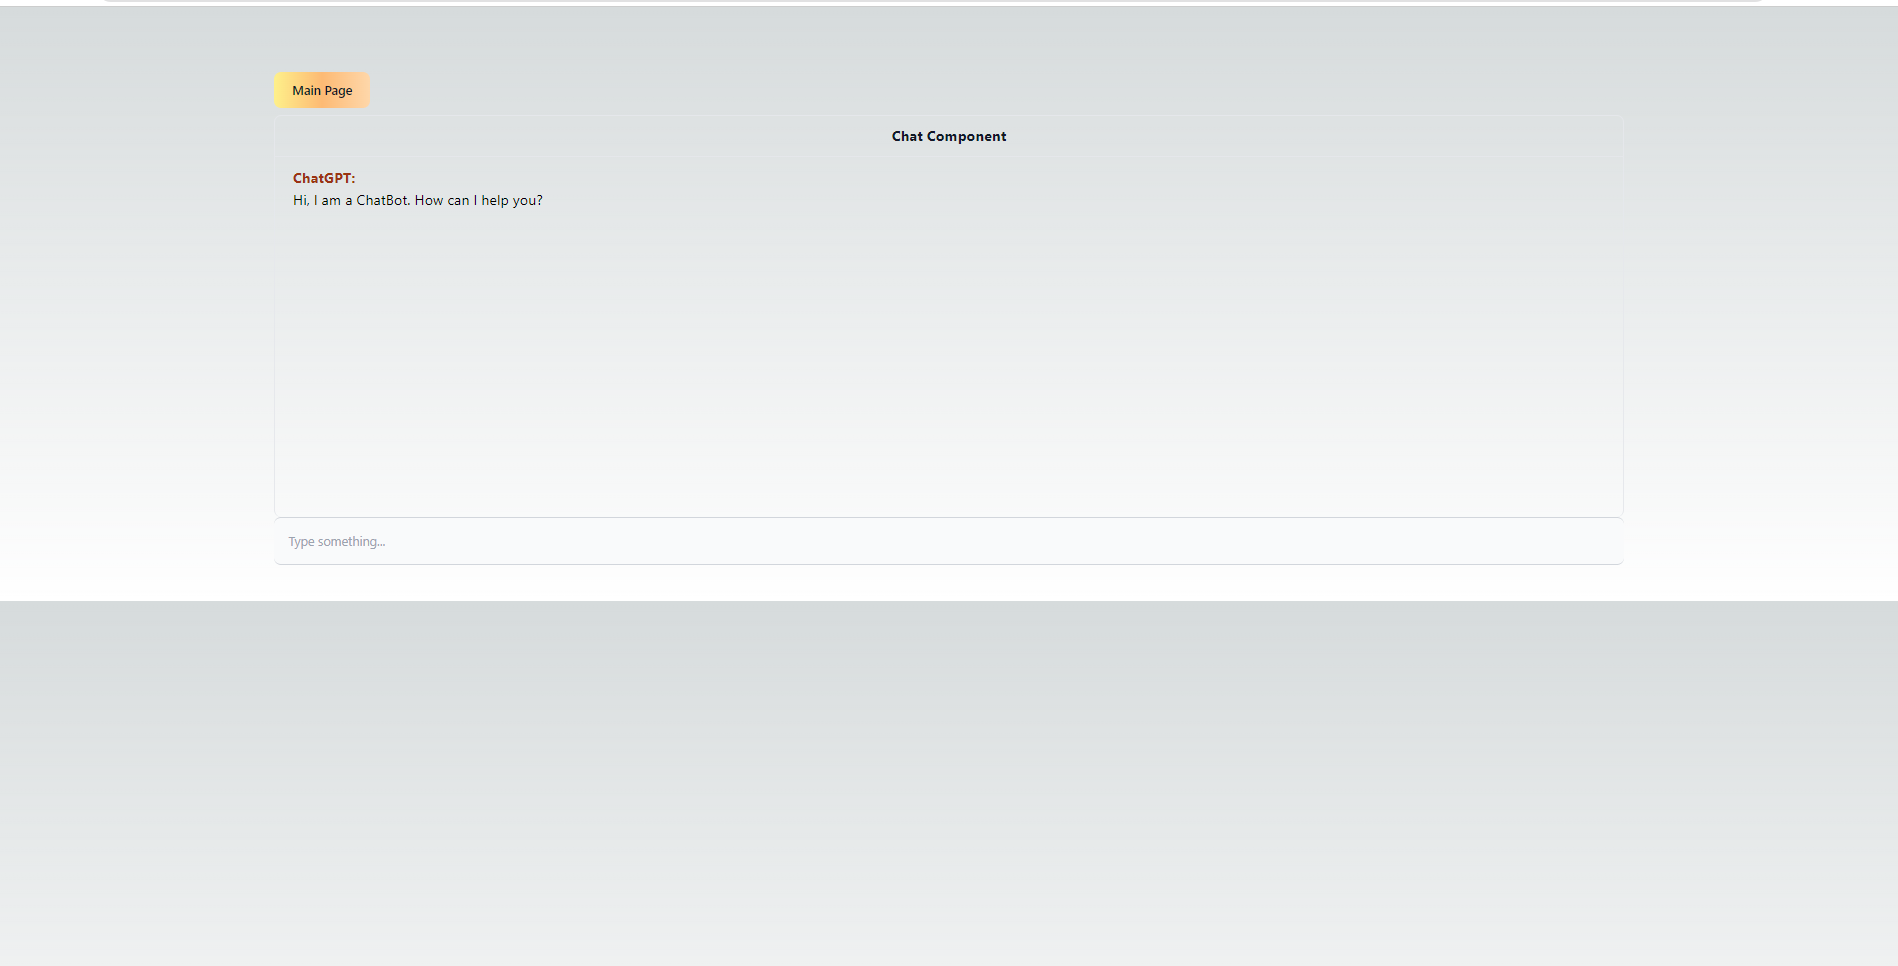 Main Page
Chat Component
ChatGPT:
Hi, I am a ChatBot. How can I help you?
Type something...